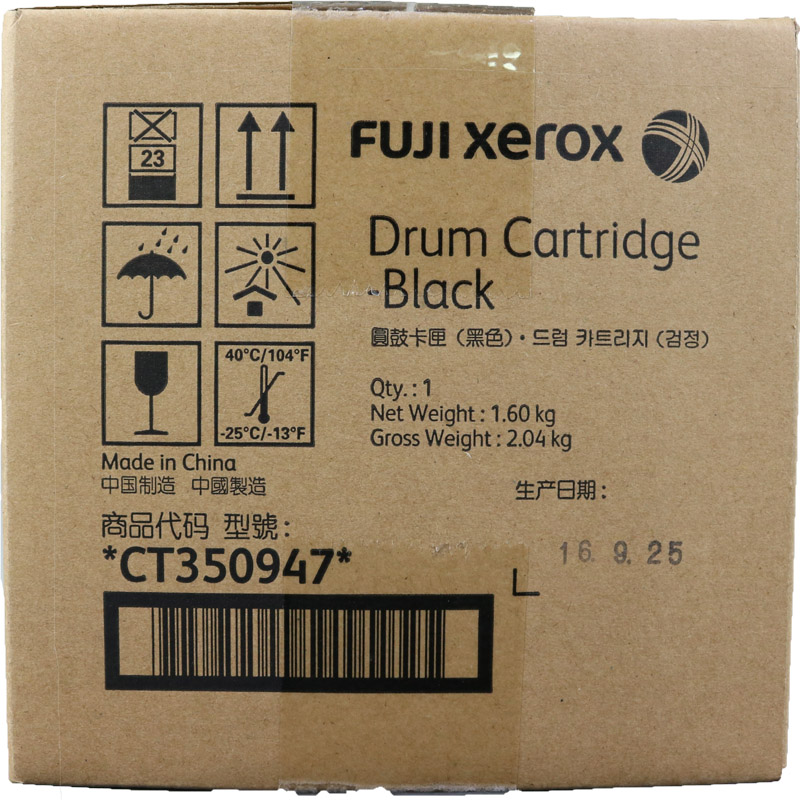 23
FUJI xerox
Drum Cartridge
-Black
圓鼓卡匣（黑色）・드럼 카트리지（검정）
40°C/104°F
-25°C/-13°F
Qty. : 1
Net Weight : 1.60 kg
Gross Weight : 2.04 kg
Made in China
中国制造 中國製造
生产日期：
16. 9. 25
商品代码 型號：
*CT350947*